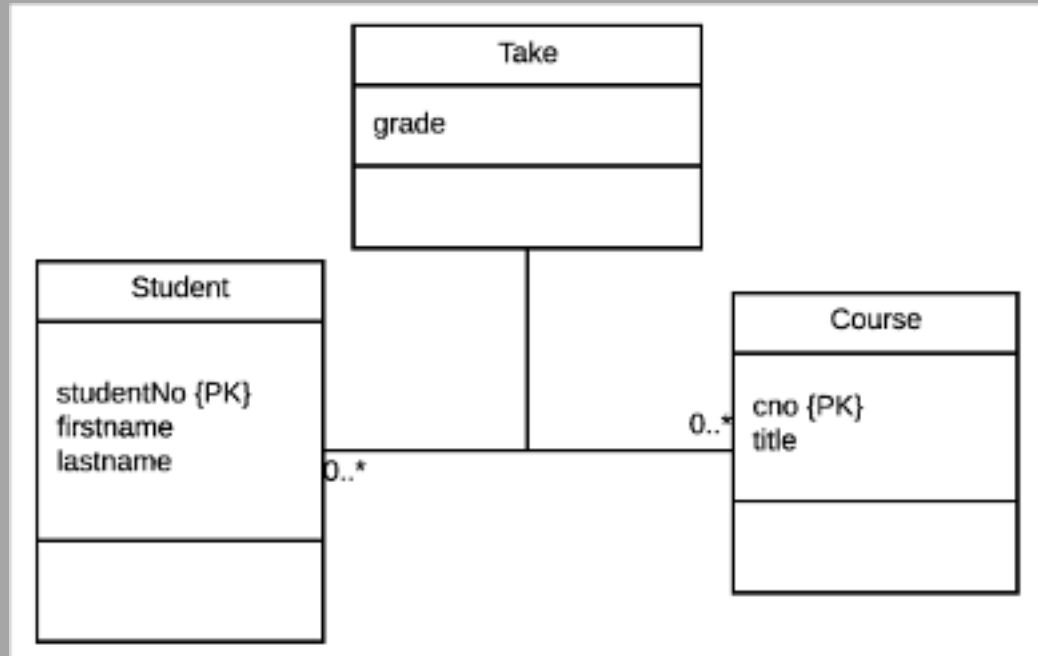 Take
grade
Student
studentNo {PK}
firstname
lastname
0..*
0..*
Course
cno {PK}
title